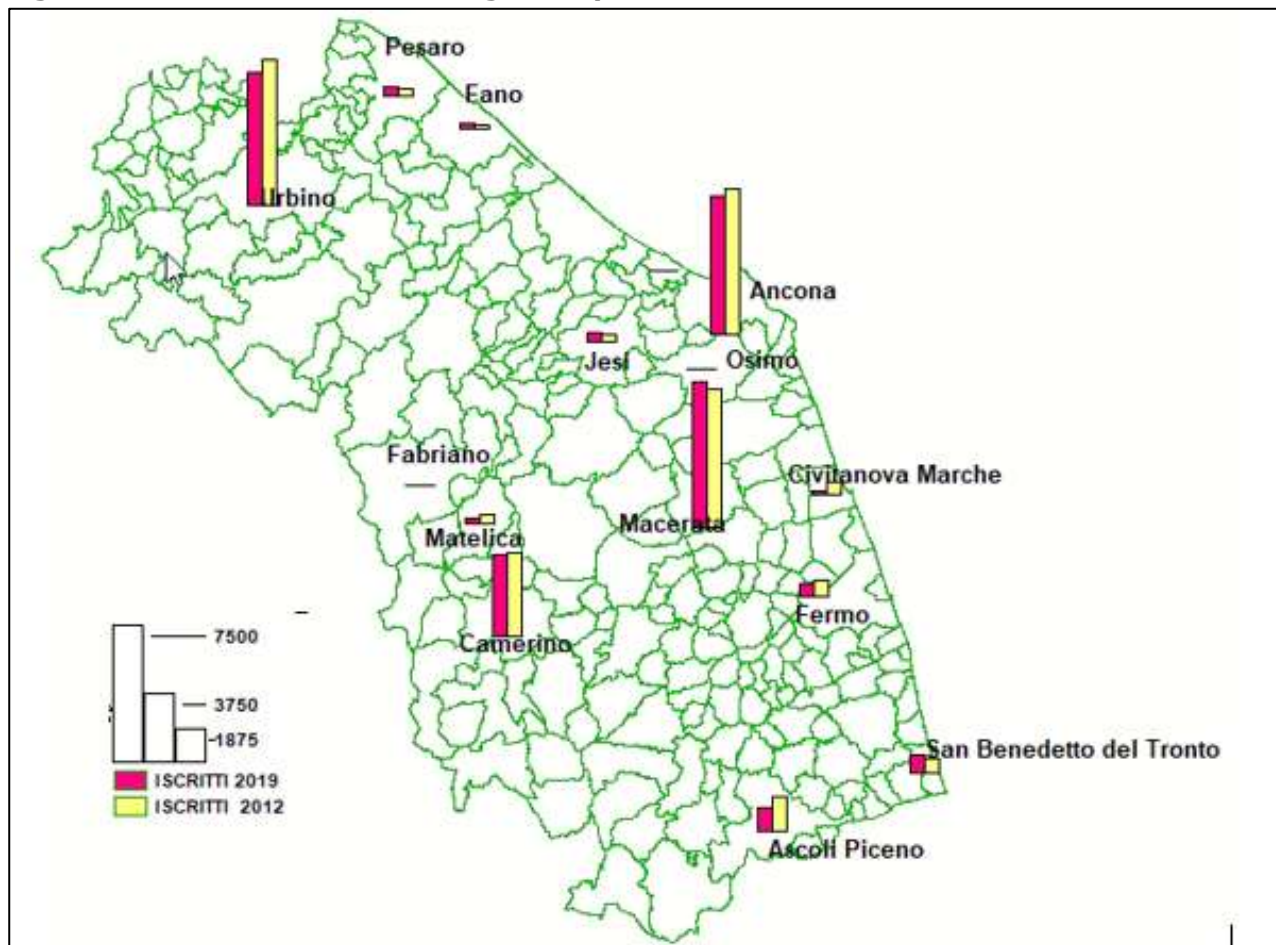 Pesaro
Eano
Urbino
Ancona
Jesi
Osimo
Fabriano
Civitanova Marche
Macerata
Matelica
Fermo
Camerino
7500
3750
1875
San Benedetto del Tronto
ISCRITTI 2019
ISCRITTI 2012
Ascoli Piceno